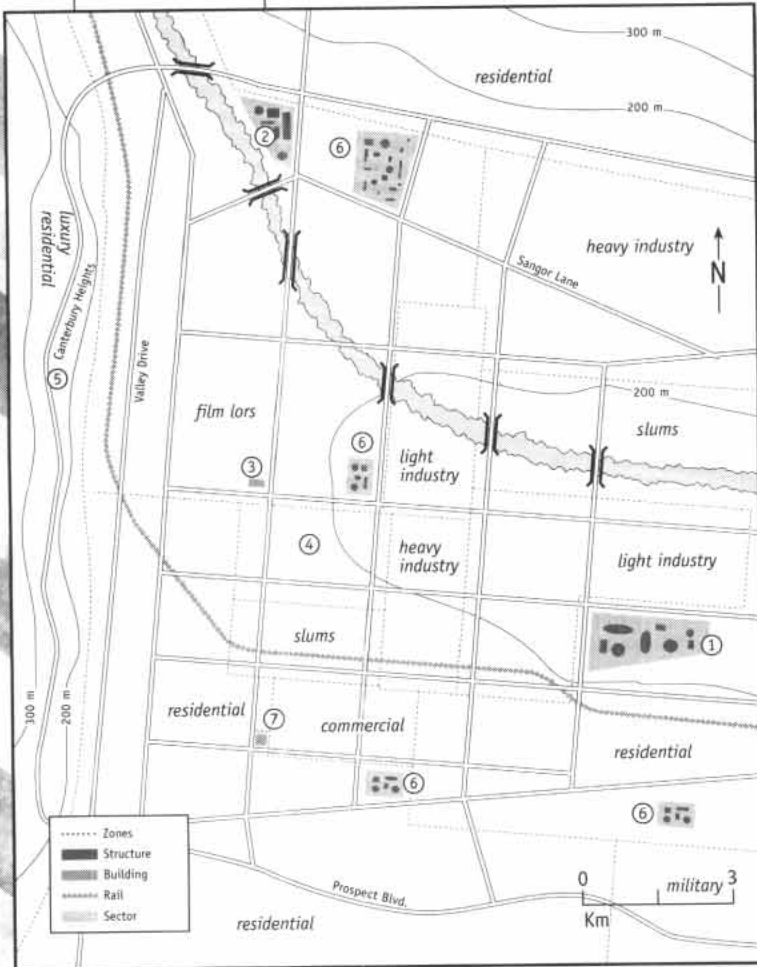 300 m
residential
200 m
2
6
luxury
residential
heavy industry
N
Sangor Lane
Canterbury Heights
5
Valley Drive
200 m
film lors
slums
6
light
industry
3
4
heavy
industry
light industry
slums
1
300 m
200 m
residential
7
commercial
residential
6
6
Zones
Structure
Building
Rail
Sector
Prospect Blvd.
0
military
3
Km
residential